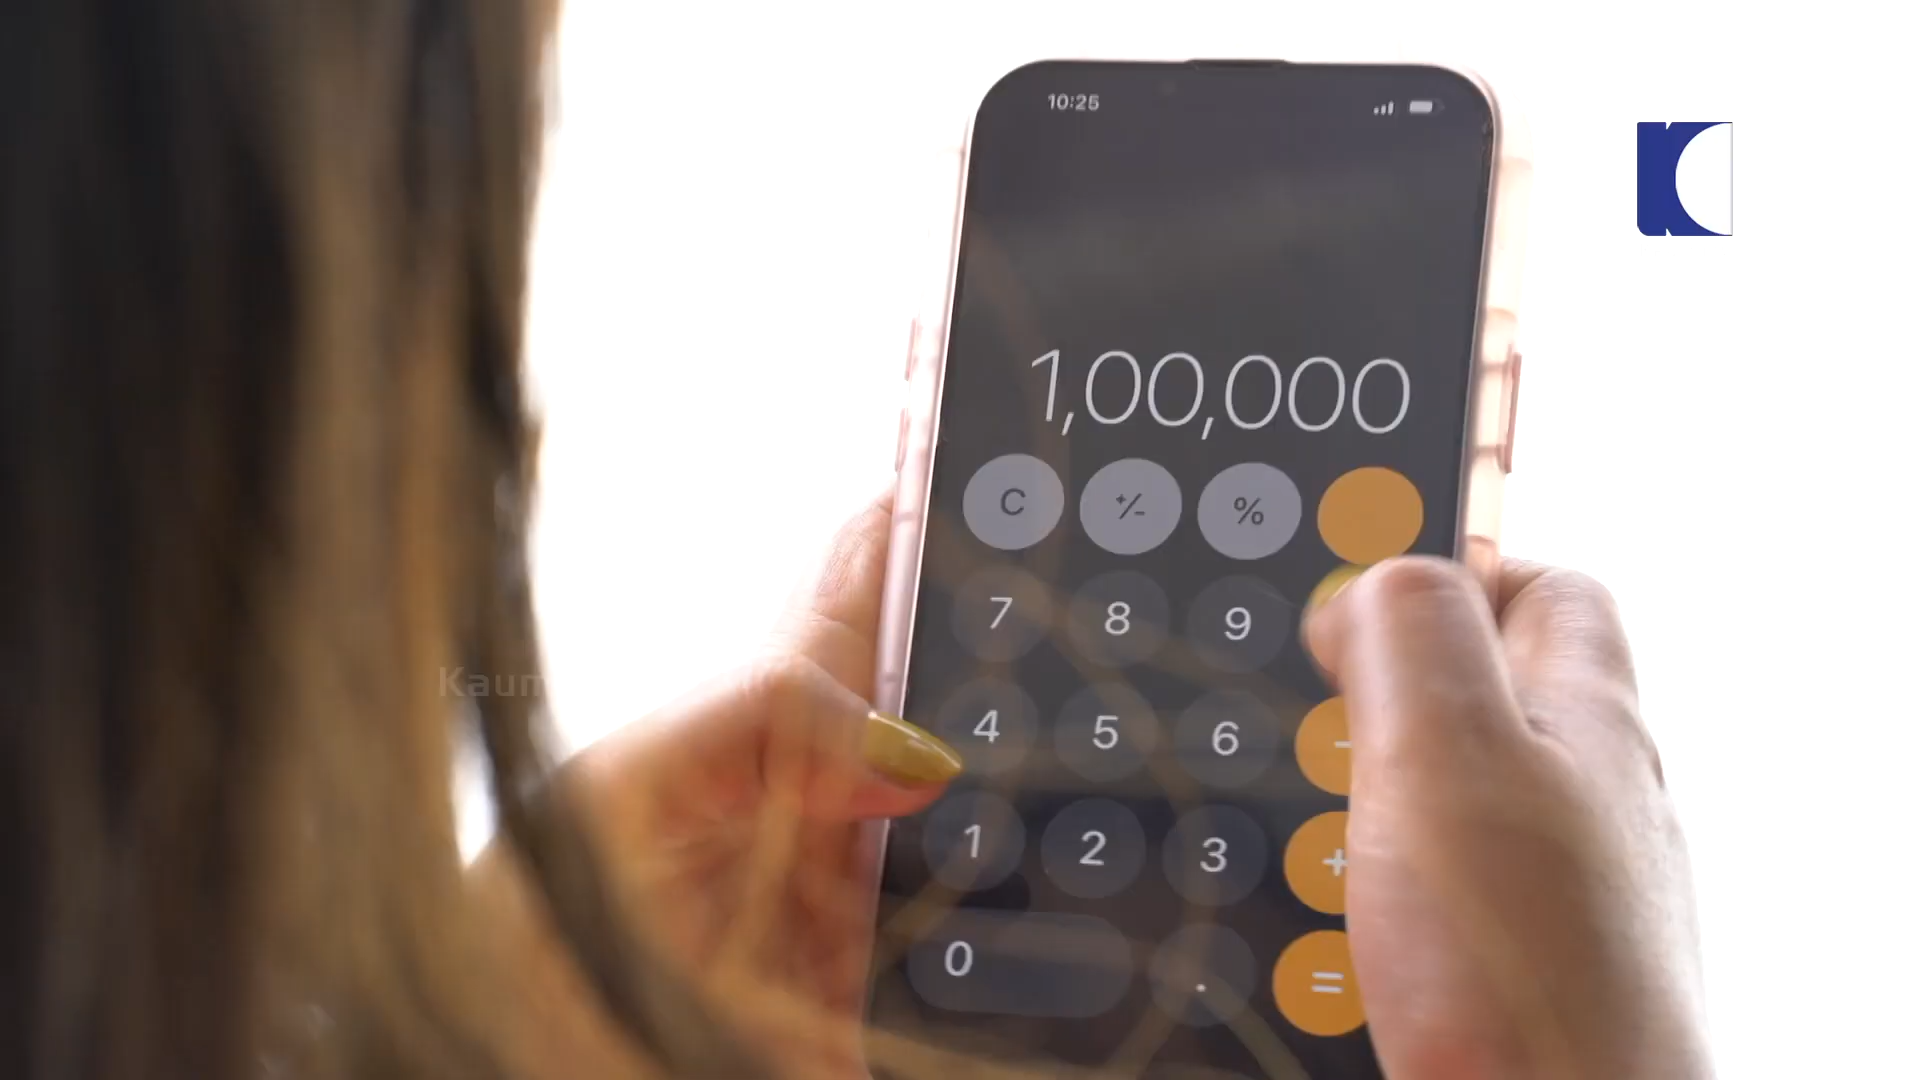 10:25
1,00,000
C +/- % 
7 8 9
4 5 6 -
1 2 3 +
0 . =
Kaum